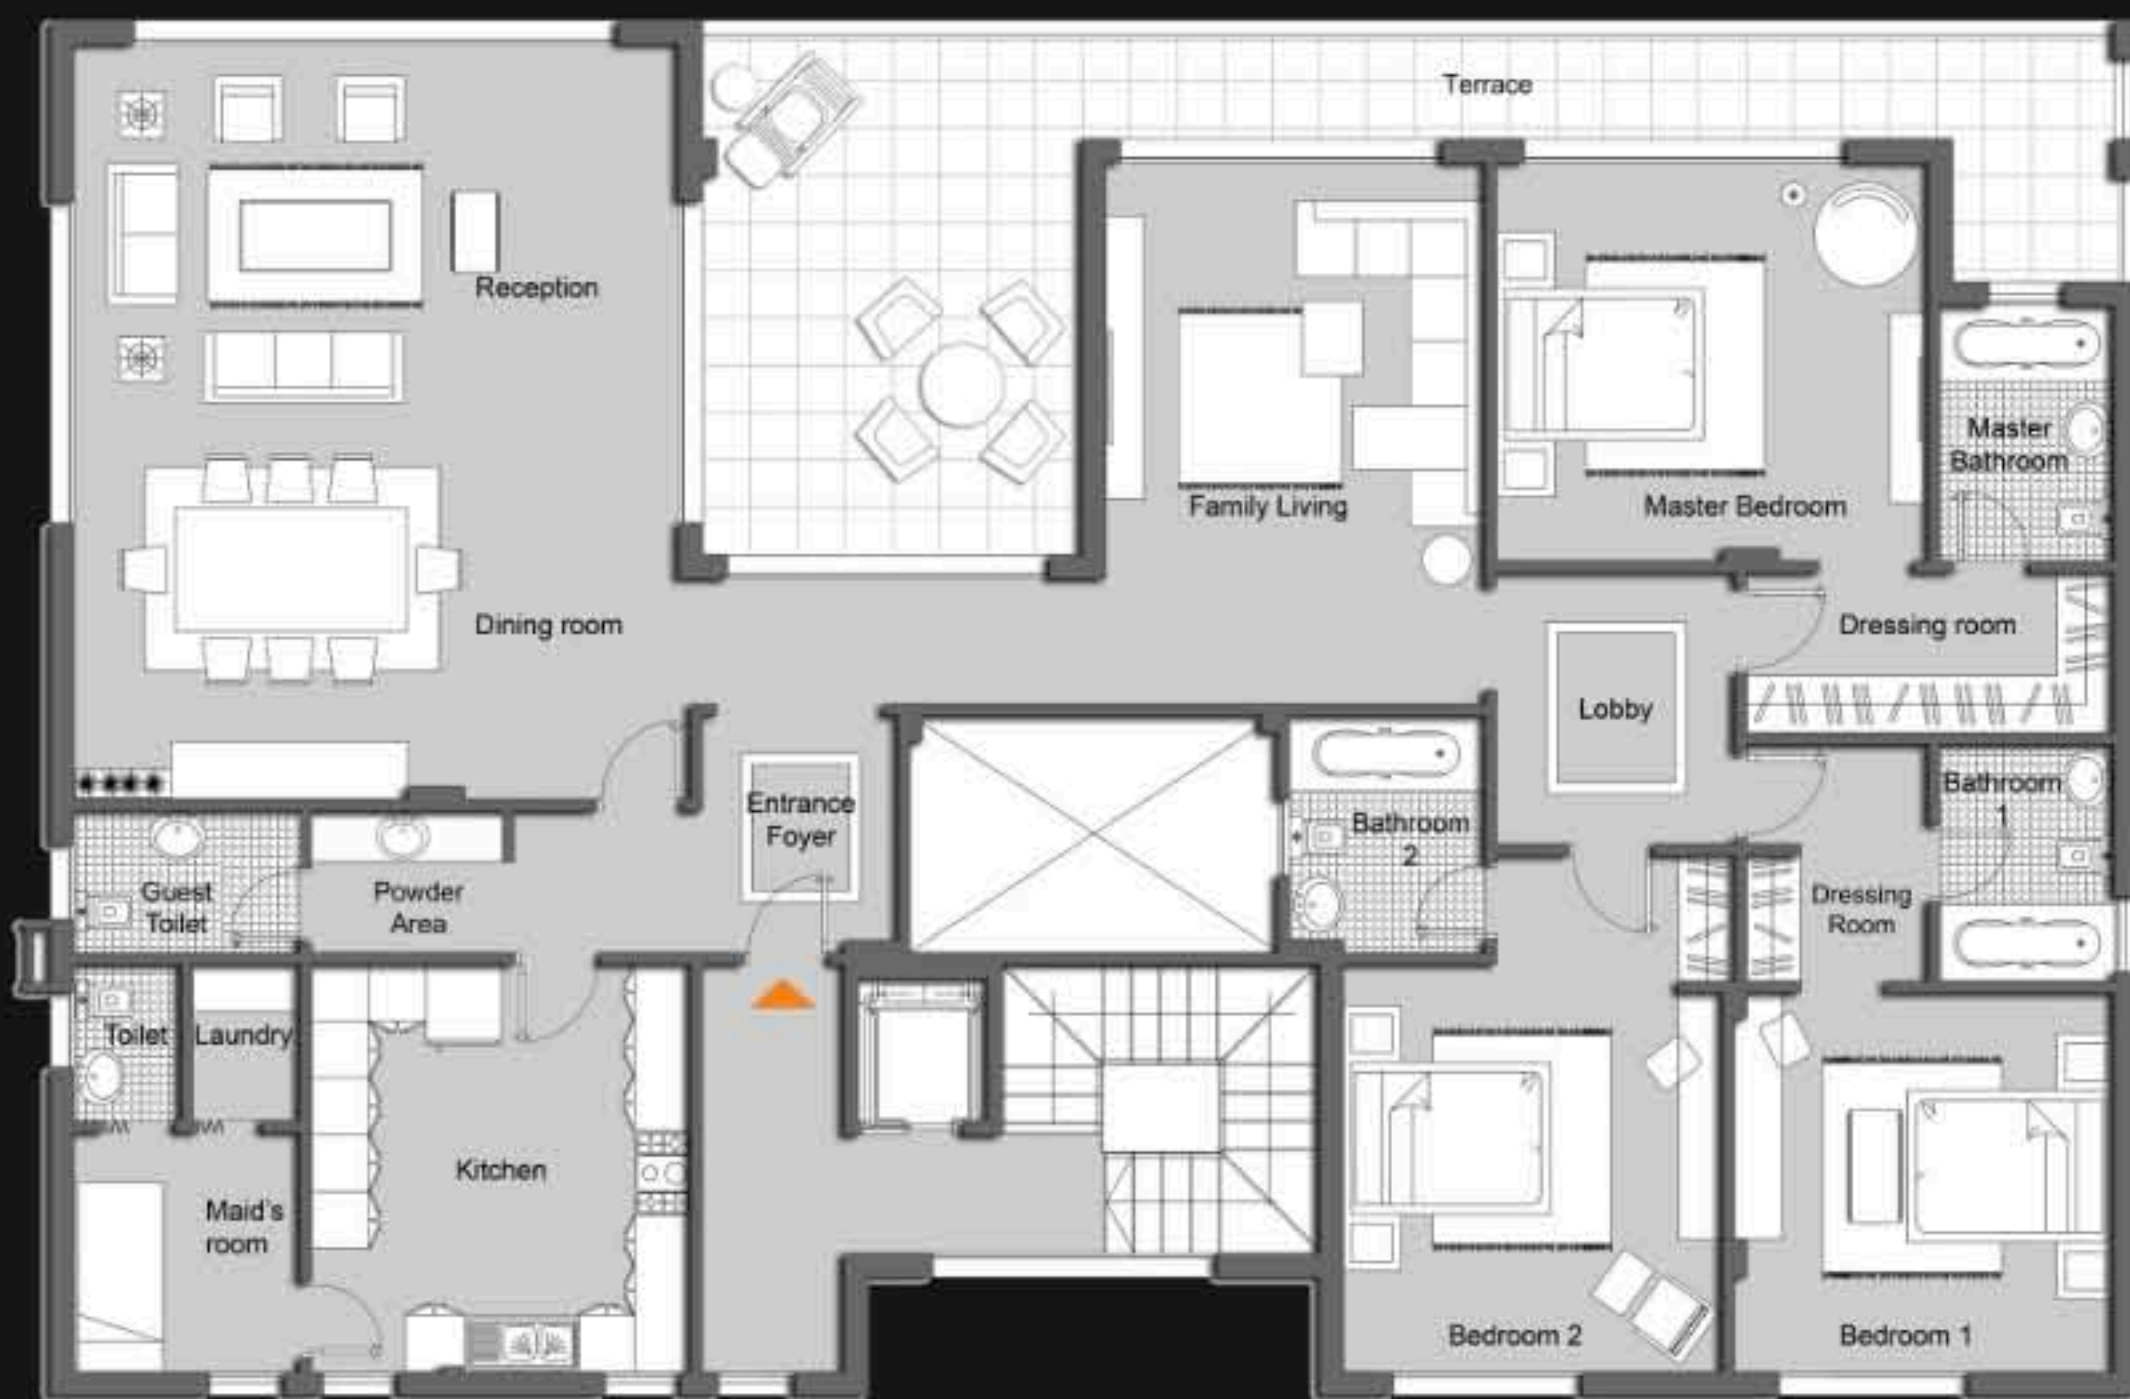 Terrace
Reception
Master
Bathroom
Family Living
Master Bedroom
Dining room
Dressing room
Lobby
Entrance
Foyer
Bathroom
1
Bathroom
2
Guest
Toilet
Powder
Area
Dressing
Room
Toilet
Laundry
Kitchen
Maid's
room
Bedroom 2
Bedroom 1